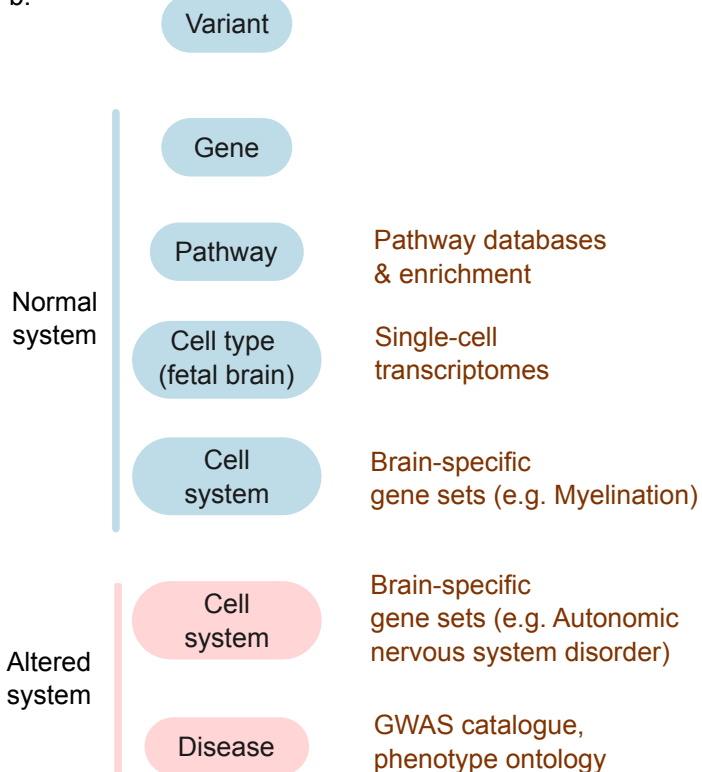 b.
Variant
Gene
Pathway
Pathway databases
& enrichment
Normal
system
Cell type
(fetal brain)
Single-cell
transcriptomes
Cell
system
Brain-specific
gene sets (e.g. Myelination)
Altered
system
Cell
system
Brain-specific
gene sets (e.g. Autonomic
nervous system disorder)
Disease
GWAS catalogue,
phenotype ontology